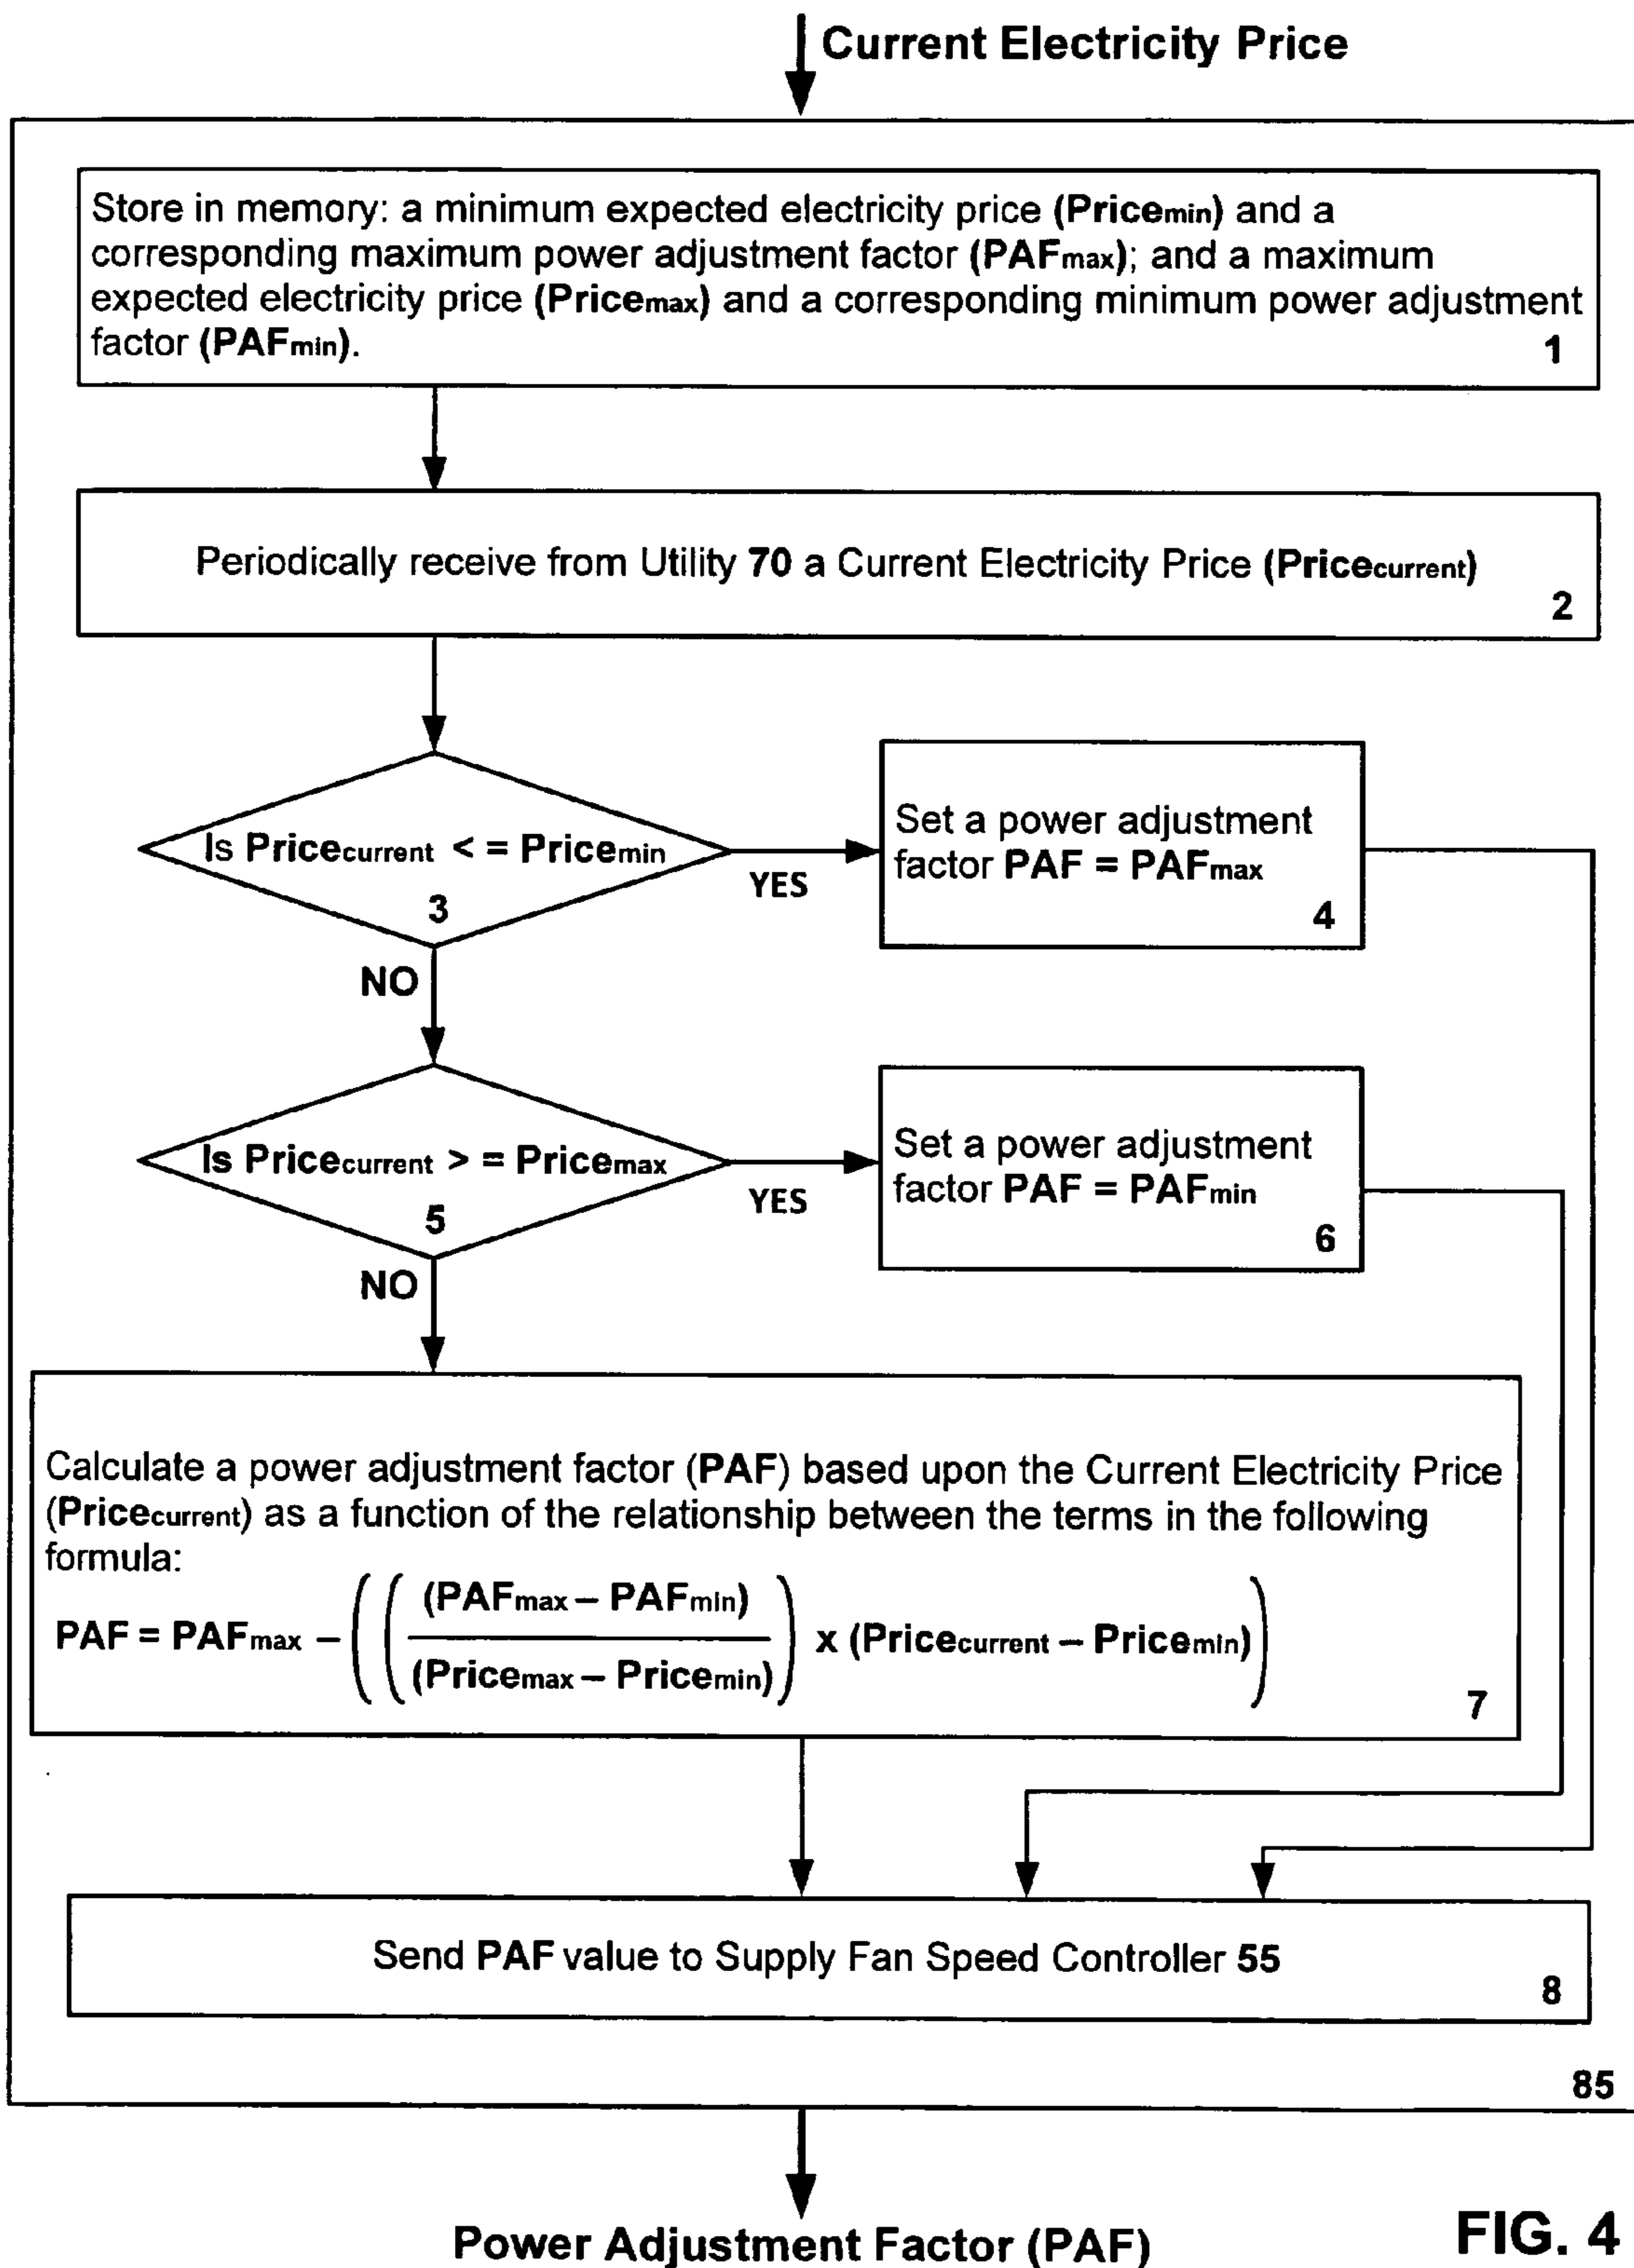 Current Electricity Price
Store in memory: a minimum expected electricity price (Pricemin) and a
corresponding maximum power adjustment factor (PAFmax); and a maximum
expected electricity price (Pricemax) and a corresponding minimum power adjustment
factor (PAFmin).
1
Periodically receive from Utility 70 a Current Electricity Price (Pricecurrent)
2
Is Pricecurrent < = Pricemin
3
YES
Set a power adjustment
factor PAF = PAFmax
4
NO
Is Pricecurrent > = Pricemax
5
YES
Set a power adjustment
factor PAF = PAFmin
6
NO
Calculate a power adjustment factor (PAF) based upon the Current Electricity Price
(Pricecurrent) as a function of the relationship between the terms in the following
formula:
PAF = PAFmax – ( ( (PAFmax – PAFmin) / (Pricemax – Pricemin) ) x (Pricecurrent – Pricemin) )
7
Send PAF value to Supply Fan Speed Controller 55
8
85
Power Adjustment Factor (PAF)
FIG. 4